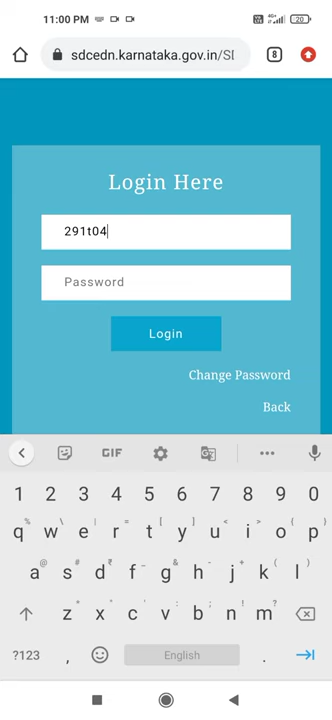 11:00 PM 4G+ 20
sdcedn.karnataka.gov.in/SI 8
Login Here
291t04
Password
Login
Change Password
Back
GIF
1 2 3 4 5 6 7 8 9 0
q w e r t y u i o p
a s d f g h j k l
z x c v b n m
?123 , English .